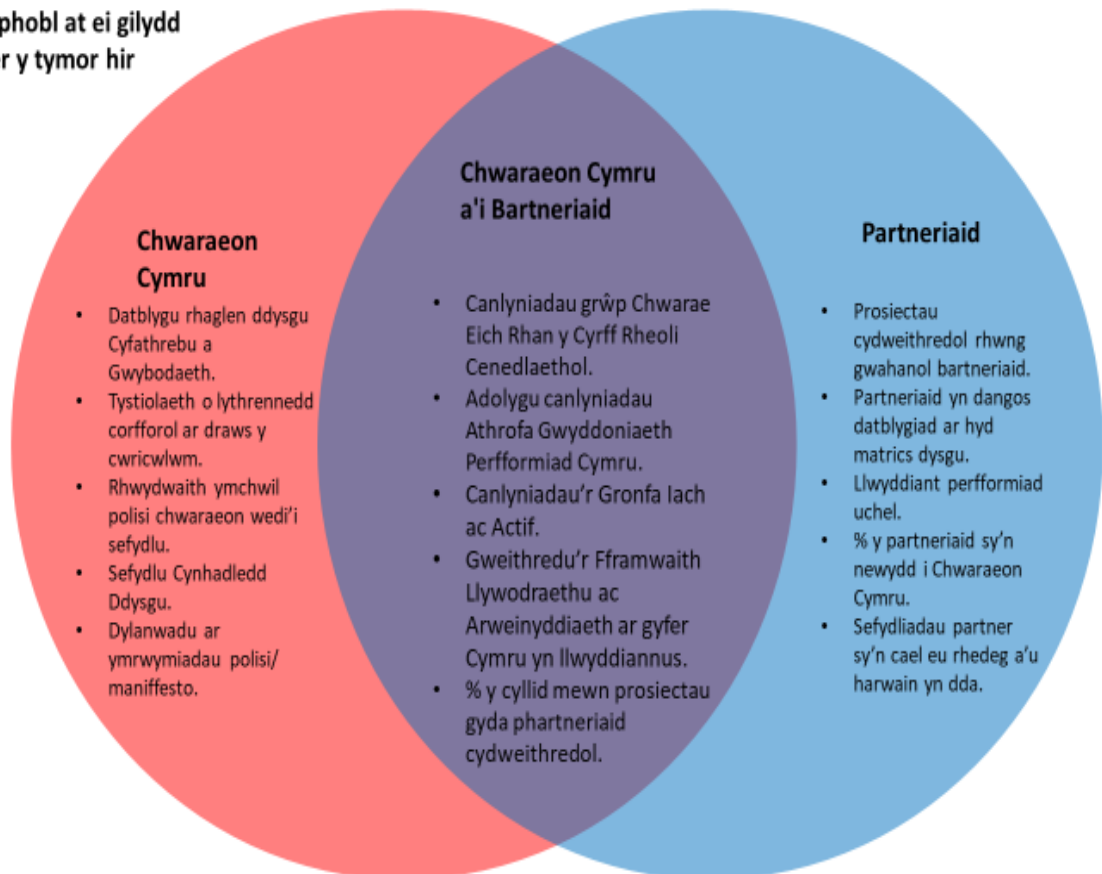 phobl at ei gilydd
y tymor hir
Chwaraeon
Cymru
• Datblygu rhaglen ddysgu
Cyfathrebu a
Gwybodaeth.
• Tystiolaeth o lythrennedd
corfforol ar draws y
cwricwlwm.
• Rhwydwaith ymchwil
polisi chwaraeon wedi'i
sefydlu.
• Sefydlu Cynhadledd
Ddysgu.
• Dylanwadu ar
ymrwymiadau polisi/
maniffesto.
Chwaraeon Cymru
a'i Bartneriaid
• Canlyniadau grŵp Chwarae
Eich Rhan y Cyrff Rheoli
Cenedlaethol.
• Adolygu canlyniadau
Athrofa Gwyddoniaeth
Perfformiad Cymru.
• Canlyniadau'r Gronfa Iach
ac Actif.
• Gweithredu'r Fframwaith
Llywodraethu ac
Arweinyddiaeth ar gyfer
Cymru yn llwyddiannus.
• % y cyllid mewn prosiectau
gyda phartneriaid
cydweithredol.
Partneriaid
• Prosiectau
cydweithredol rhwng
gwahanol bartneriaid.
• Partneriaid yn dangos
datblygiad ar hyd
matrics dysgu.
• Llwyddiant perfformiad
uchel.
• % y partneriaid sy'n
newydd i Chwaraeon
Cymru.
• Sefydliadau partner
sy'n cael eu rhedeg a'u
harwain yn dda.